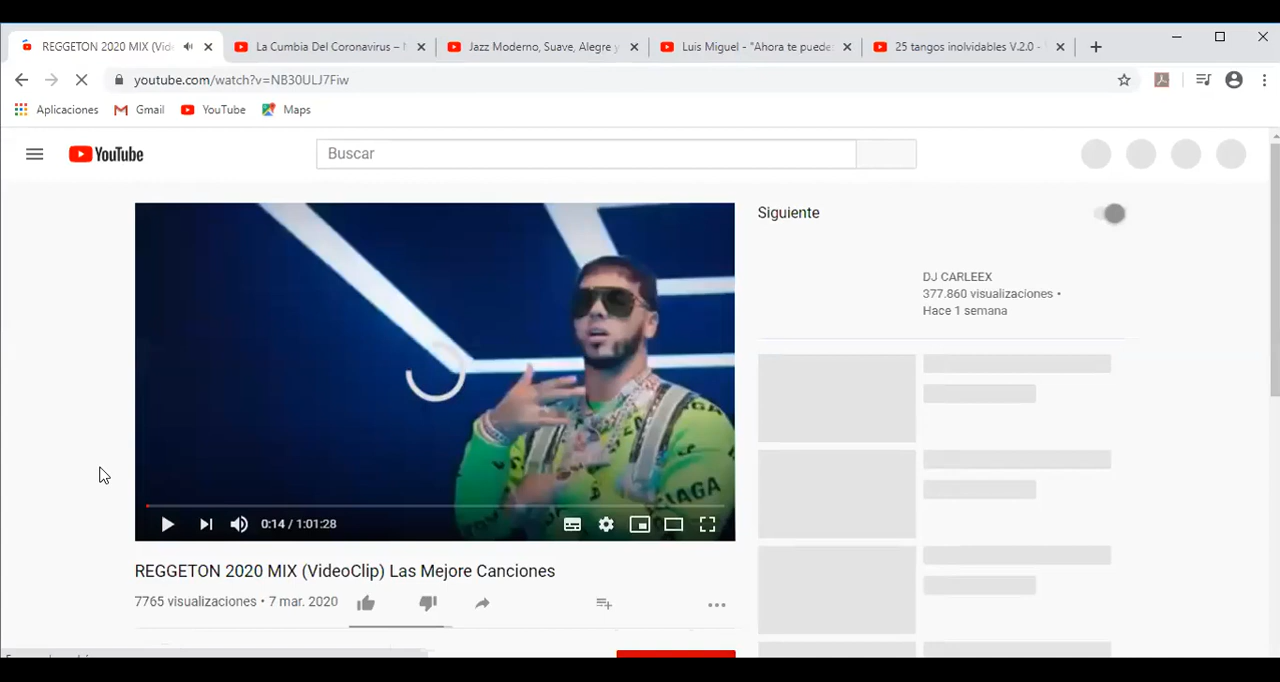 REGGETON 2020 MIX (Vid
La Cumbia Del Coronavirus –
Jazz Moderno, Suave, Alegre y
Luis Miguel - "Ahora te puede
25 tangos inolvidables V.2.0 -
youtube.com/watch?v=NB30ULJ7Fiw
Aplicaciones
Gmail
YouTube
Maps
YouTube
Buscar
Siguiente
DJ CARLEEX
377.860 visualizaciones •
Hace 1 semana
0:14 / 1:01:28
REGGETON 2020 MIX (VideoClip) Las Mejore Canciones
7765 visualizaciones • 7 mar. 2020